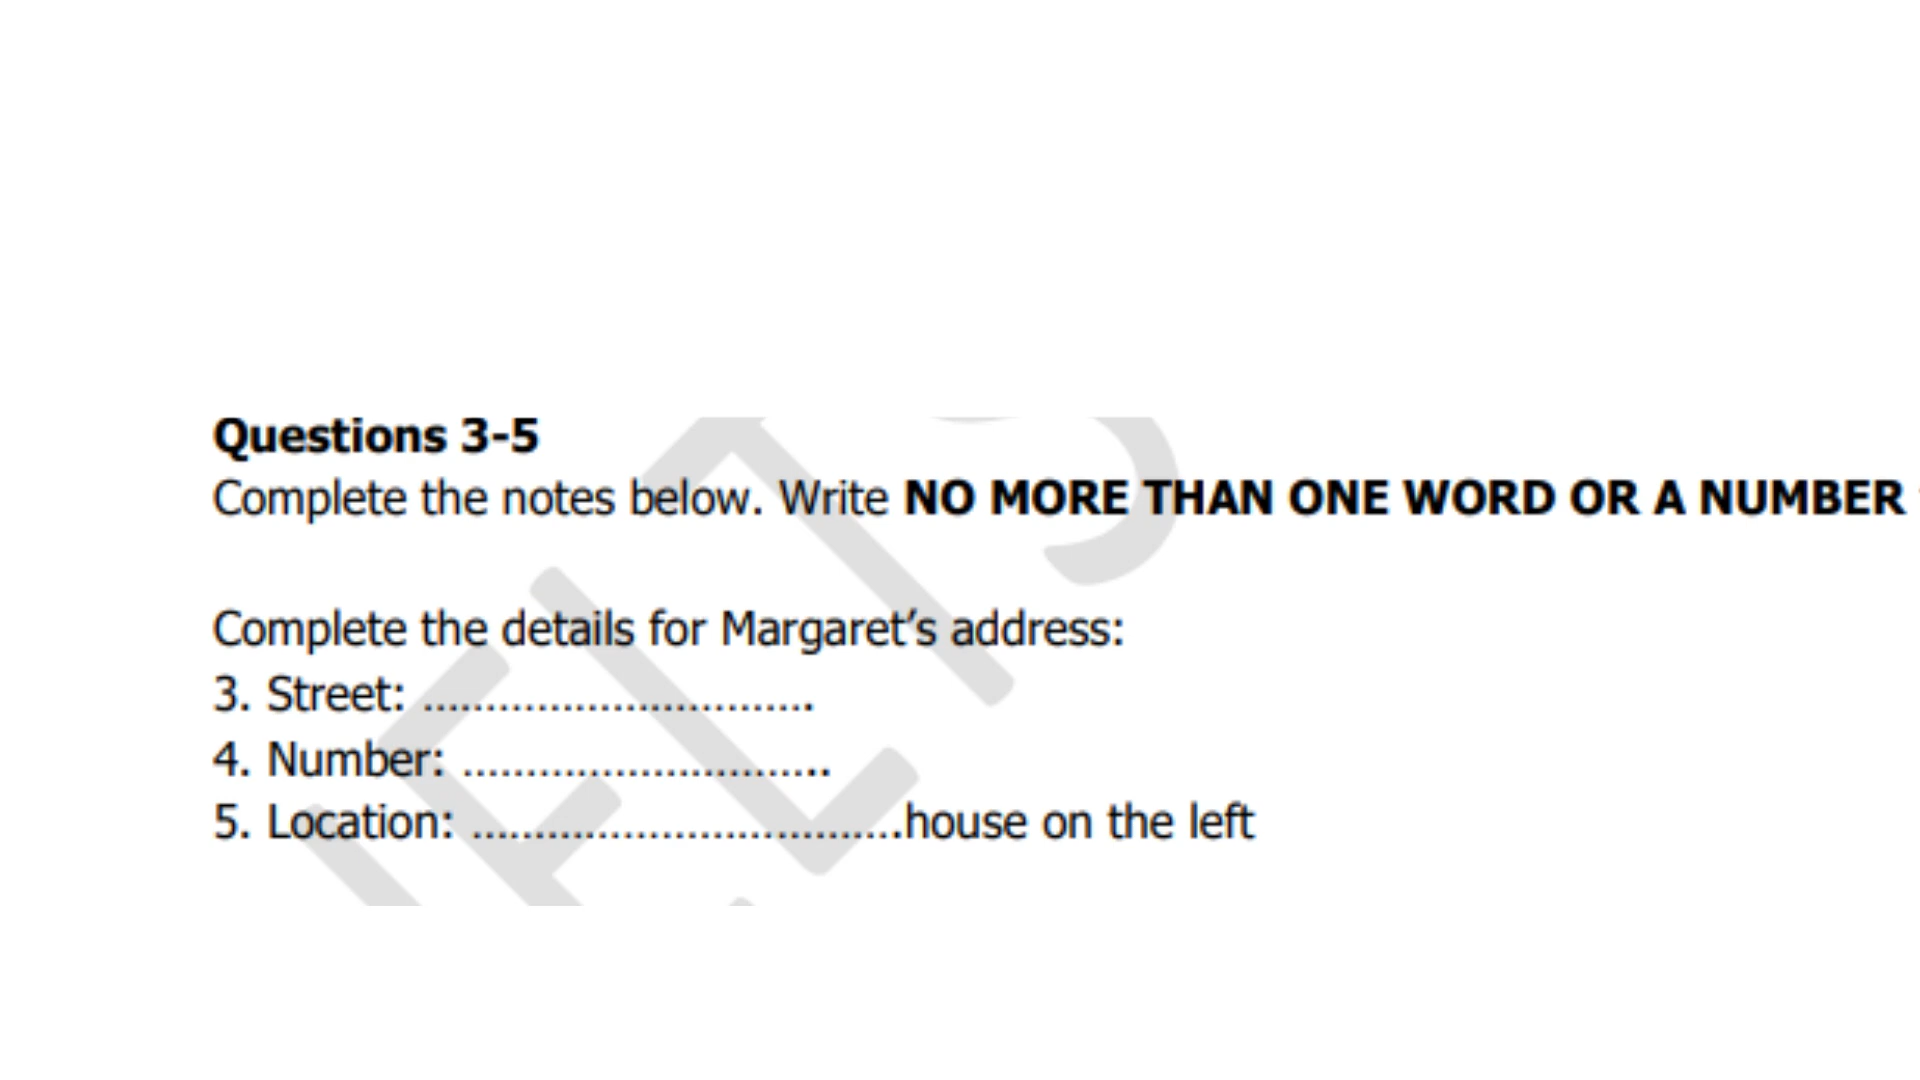 Questions 3-5
Complete the notes below. Write NO MORE THAN ONE WORD OR A NUMBER
Complete the details for Margaret’s address:
3. Street: ……………………………
4. Number: …………………………..
5. Location: ……………………………….house on the left
IELTS